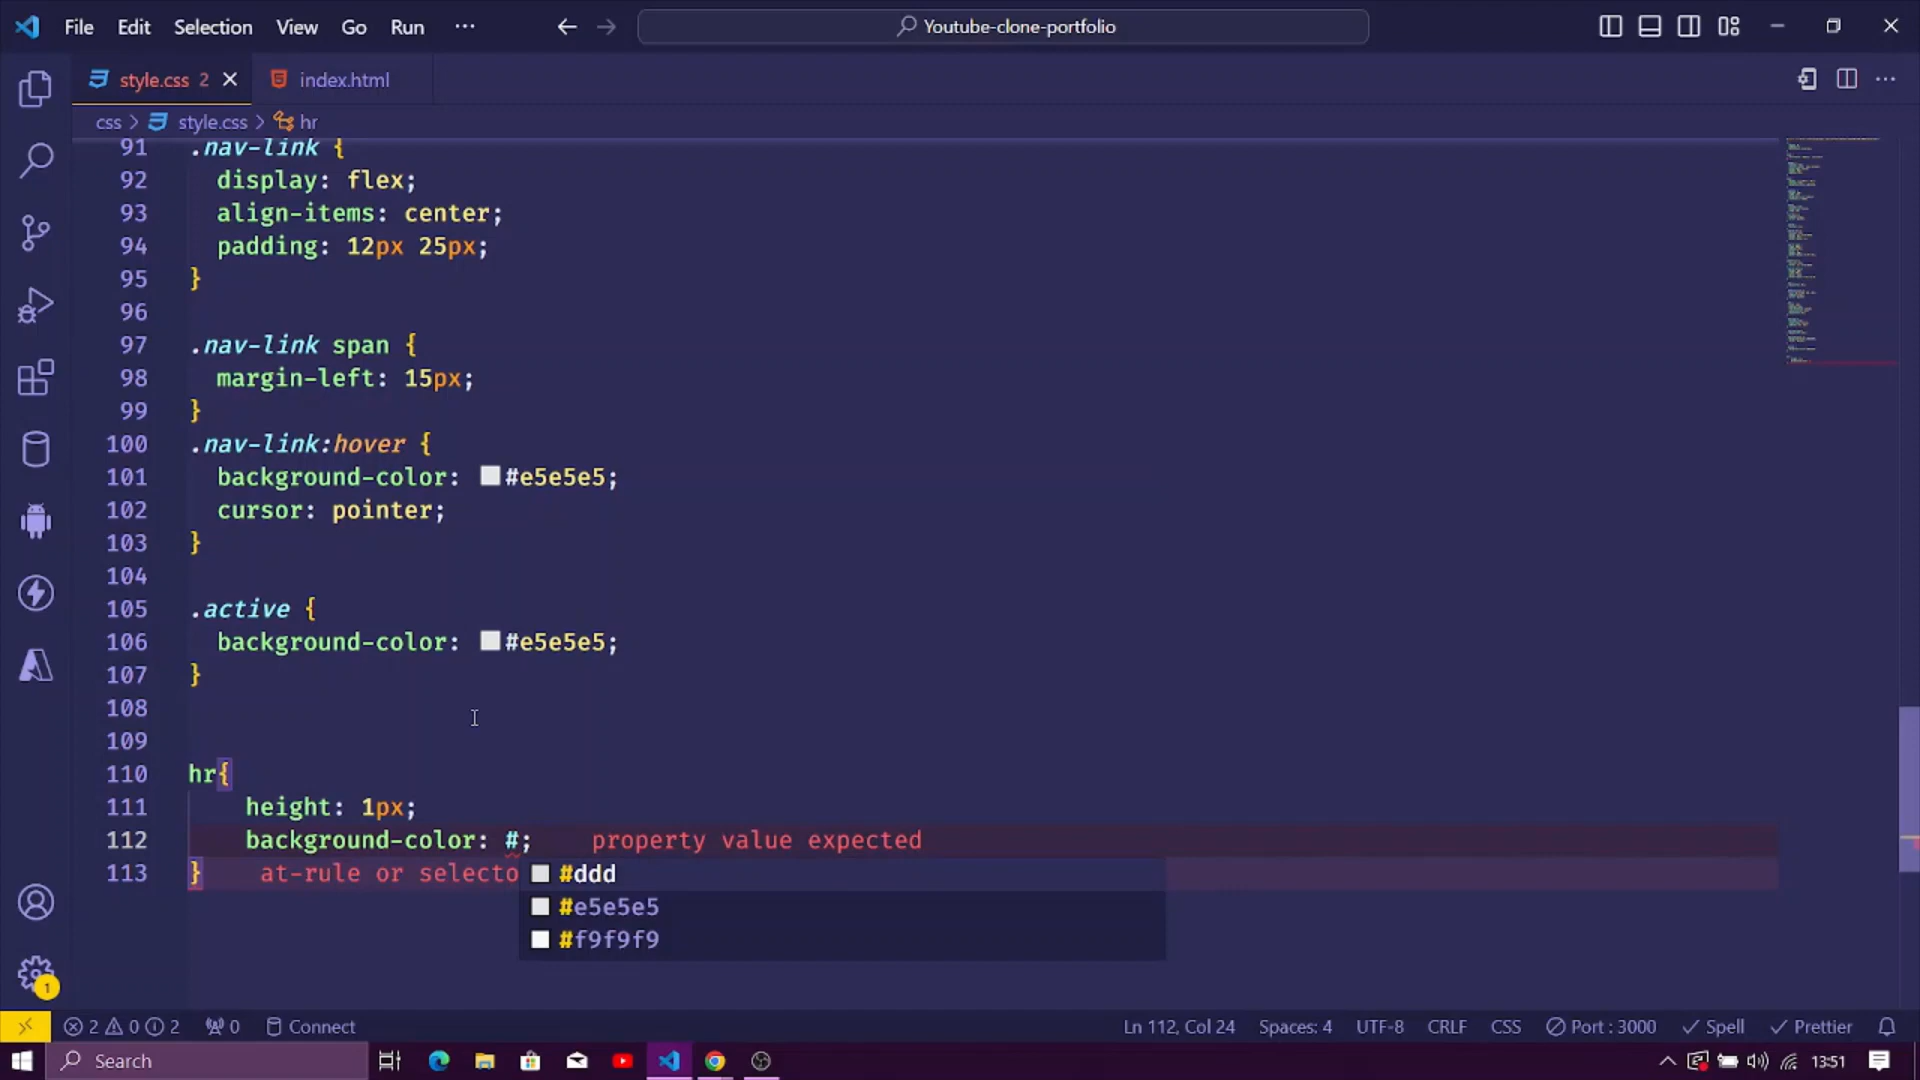 File Edit Selection View Go Run ··· Youtube-clone-portfolio
style.css 2 index.html
css > style.css > hr
91 .nav-link {
92 display: flex;
93 align-items: center;
94 padding: 12px 25px;
95 }
96
97 .nav-link span {
98 margin-left: 15px;
99 }
100 .nav-link:hover {
101 background-color: #e5e5e5;
102 cursor: pointer;
103 }
104
105 .active {
106 background-color: #e5e5e5;
107 }
108
109
110 hr{
111 height: 1px;
112 background-color: #; property value expected
113 } at-rule or selecto
#ddd
#e5e5e5
#f9f9f9
1
2 0 2 0 Connect Ln 112, Col 24 Spaces: 4 UTF-8 CRLF CSS Port : 3000 Spell Prettier
Search 13:51